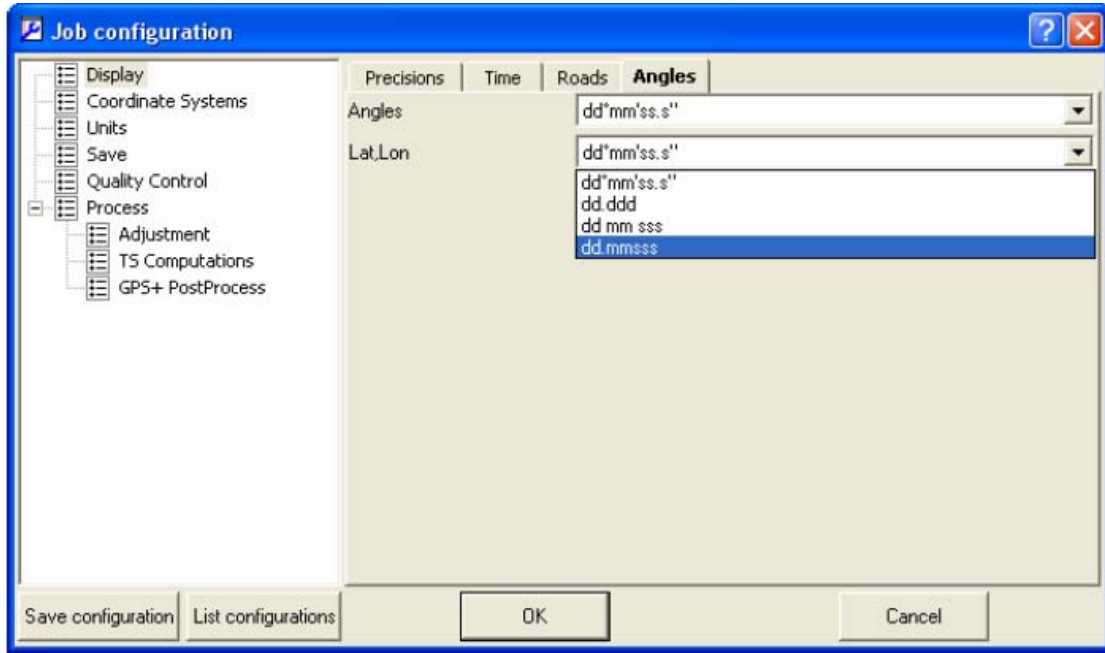 Job configuration
Display
Coordinate Systems
Units
Save
Quality Control
Process
Adjustment
TS Computations
GPS+ PostProcess
Precisions Time Roads Angles
Angles dd°mm'ss.s"
Lat,Lon dd°mm'ss.s"
dd°mm'ss.s"
dd.ddd
dd mm sss
dd.mmsss
Save configuration List configurations OK Cancel